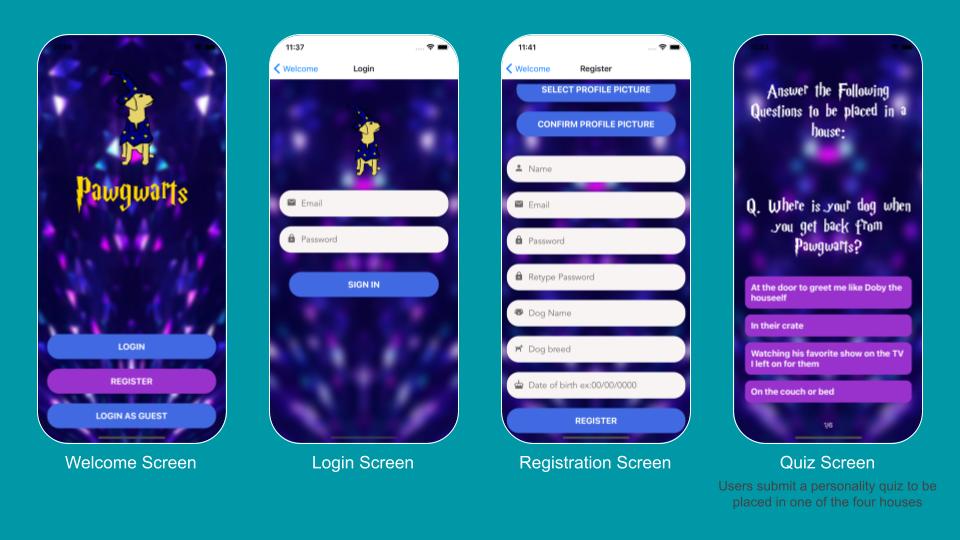 Pawgwarts
LOGIN
REGISTER
LOGIN AS GUEST
Welcome Screen
11:37
Welcome
Login
Email
Password
SIGN IN
Login Screen
11:41
Welcome
Register
SELECT PROFILE PICTURE
CONFIRM PROFILE PICTURE
Name
Email
Password
Retype Password
Dog Name
Dog breed
Date of birth ex:00/00/0000
REGISTER
Registration Screen
Answer the Following
Questions to be placed in a
house:
Q. Where is your dog when
you get back from
Pawgwarts?
At the door to greet me like Doby the
houself
In their crate
Watching his favorite show on the TV
I left on for them
On the couch or bed
1/6
Quiz Screen
Users submit a personality quiz to be
placed in one of the four houses